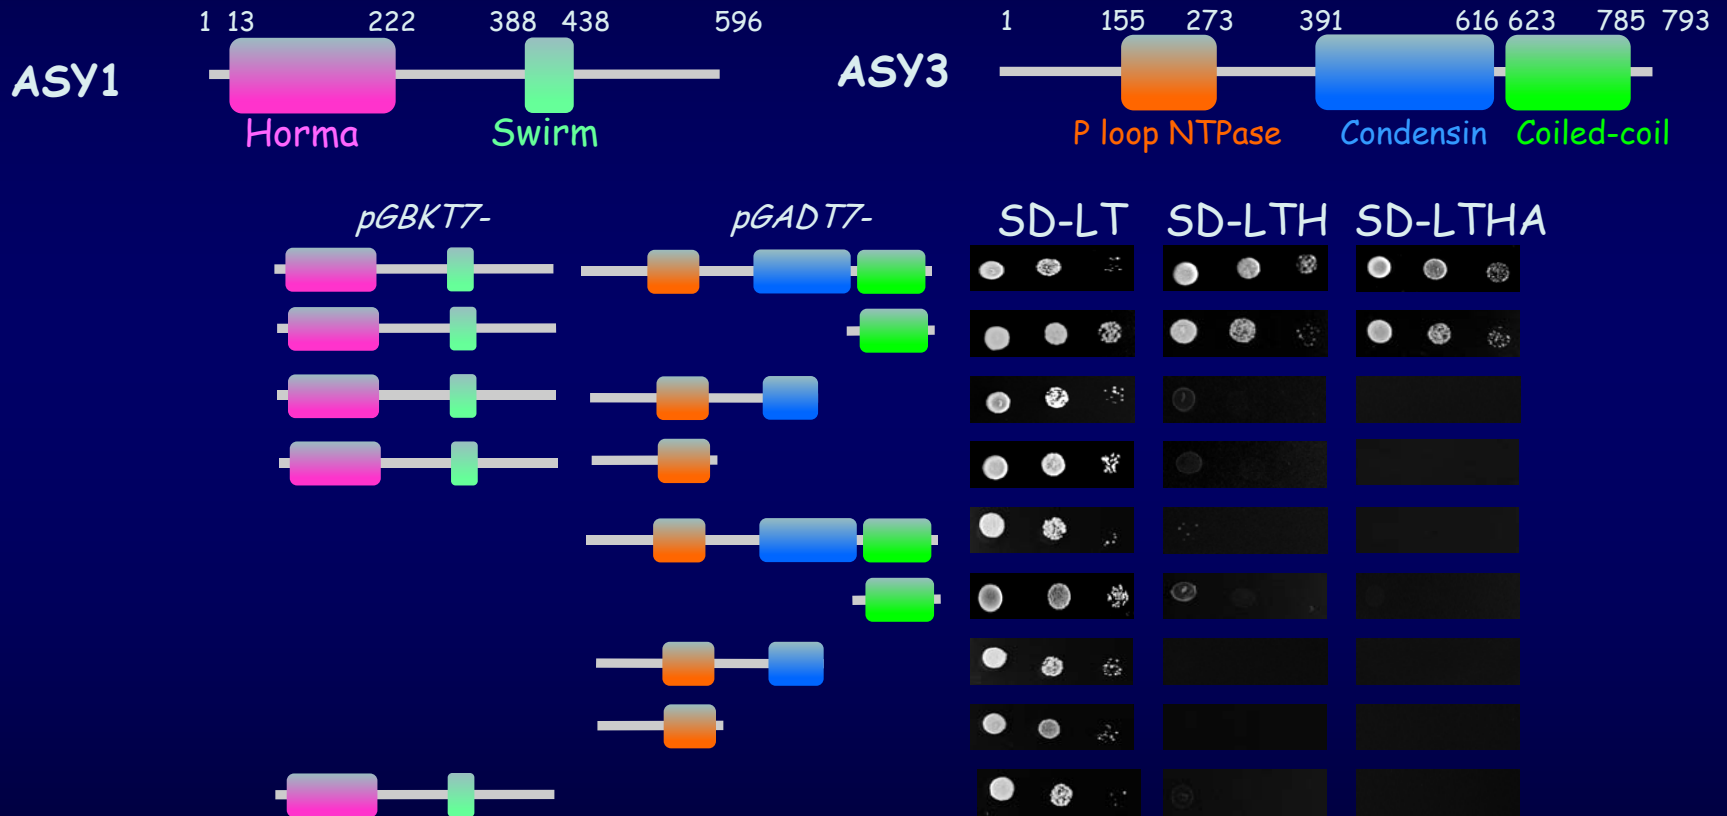 1 13 222 388 438 596
1 155 273 391 616 623 785 793
ASY1
ASY3
Horma Swirm
P loop NTPase Condensin Coiled-coil
pGBKT7- pGADT7- SD-LT SD-LTH SD-LTHA